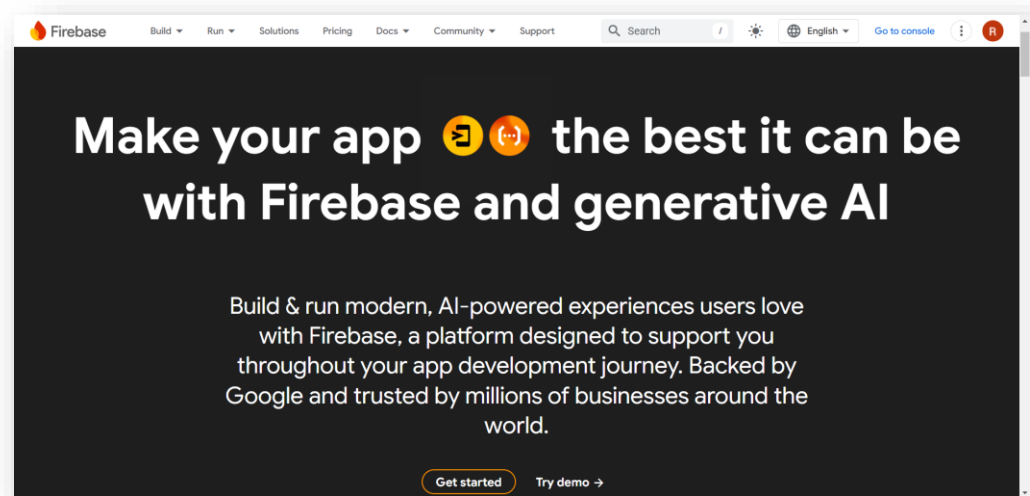 Firebase Build Run Solutions Pricing Docs Community Support Search / English Go to console R
Make your app the best it can be
with Firebase and generative AI
Build & run modern, AI-powered experiences users love
with Firebase, a platform designed to support you
throughout your app development journey. Backed by
Google and trusted by millions of businesses around the
world.
Get started Try demo →